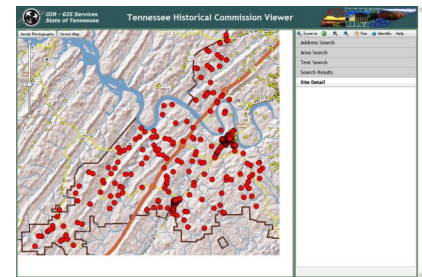 OIR - GIS Services
State of Tennessee
Tennessee Historical Commission Viewer
Aerial Photography Street Map
Zoom In Pan Identify Help
Address Search
Area Search
Text Search
Search Results
Site Detail